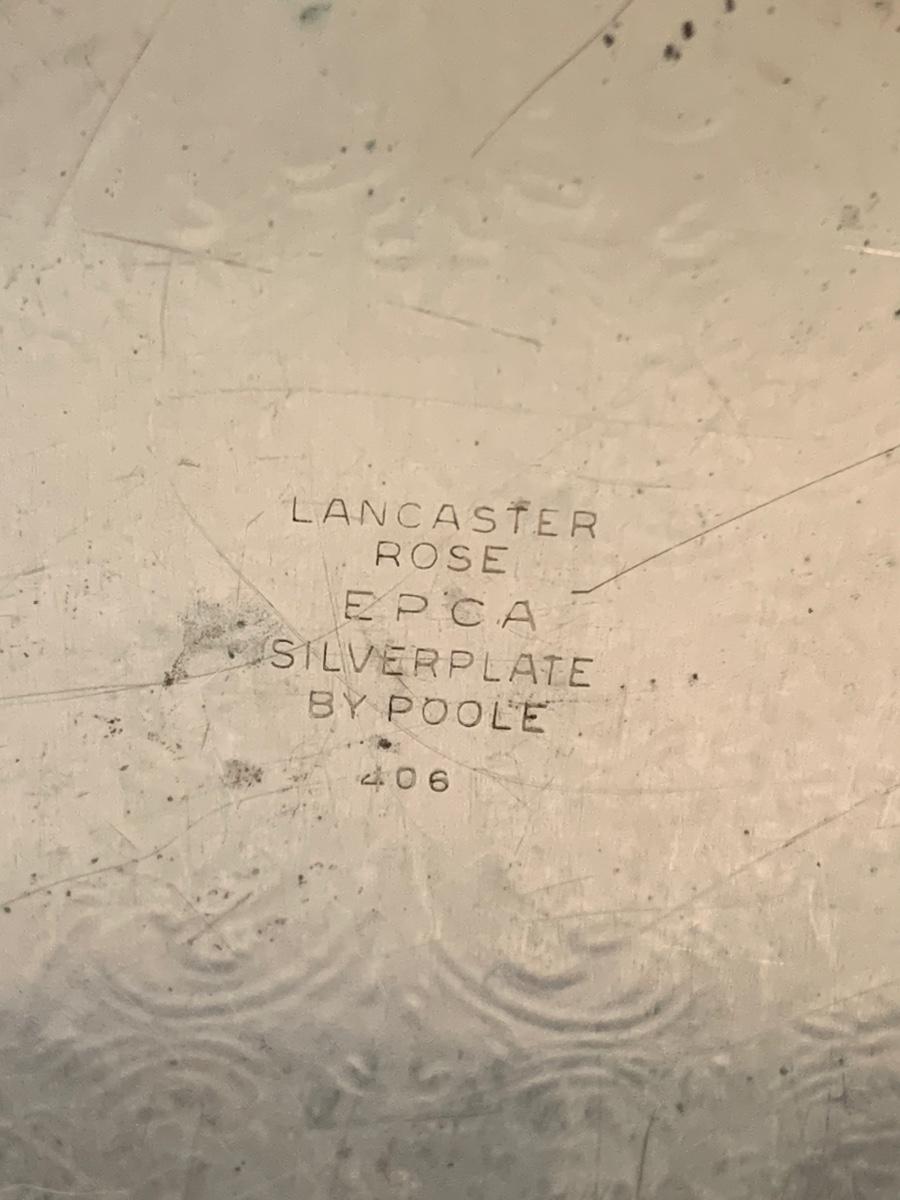 LANCASTER
ROSE
EPCA
SILVERPLATE
BY POOLE
406